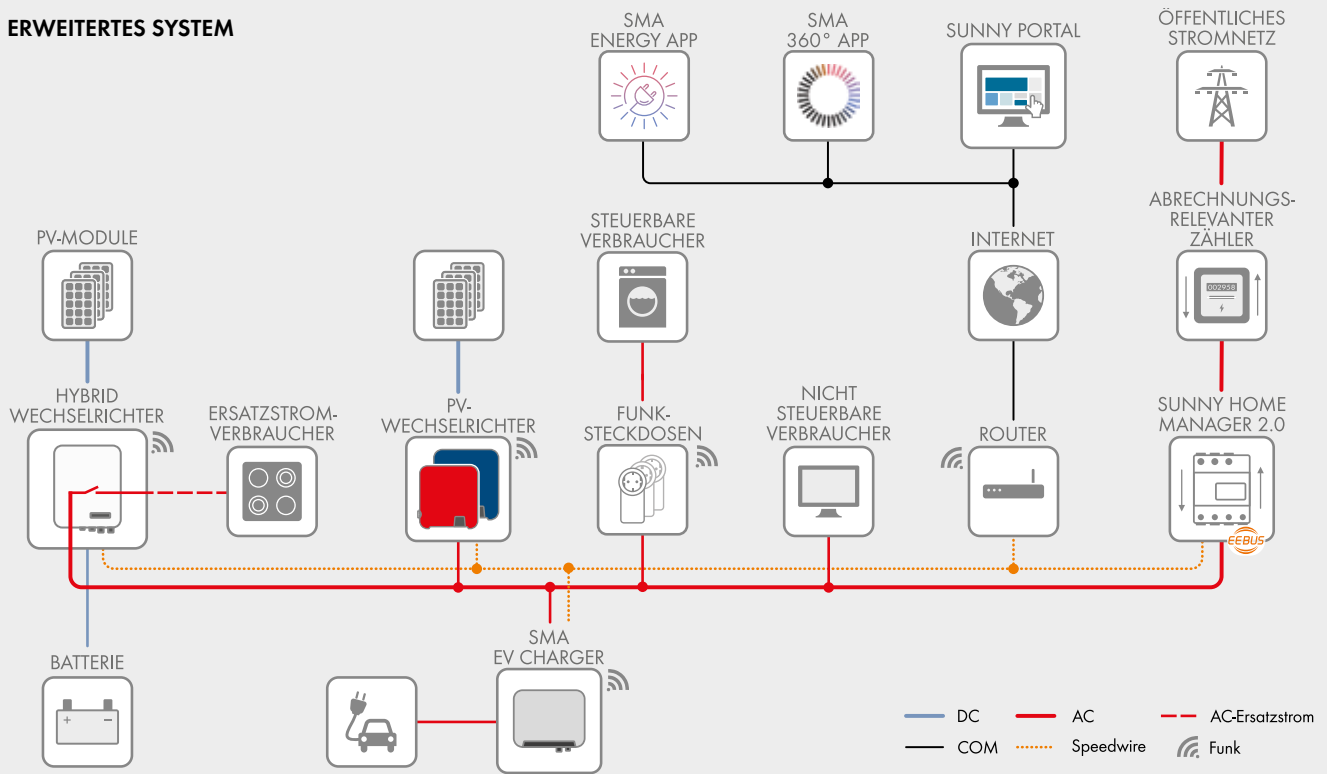 ERWEITERTES SYSTEM
SMA
ENERGY APP
SMA
360° APP
SUNNY PORTAL
ÖFFENTLICHES
STROMNETZ
PV-MODULE
STEUERBARE
VERBRAUCHER
INTERNET
ABRECHNUNGS-
RELEVANTER
ZÄHLER
002958
HYBRID
WECHSELRICHTER
ERSATZSTROM-
VERBRAUCHER
PV-
WECHSELRICHTER
FUNK-
STECKDOSEN
NICHT
STEUERBARE
VERBRAUCHER
ROUTER
SUNNY HOME
MANAGER 2.0
EEBUS
BATTERIE
+ −
SMA
EV CHARGER
DC
AC
AC-Ersatzstrom
COM
Speedwire
Funk